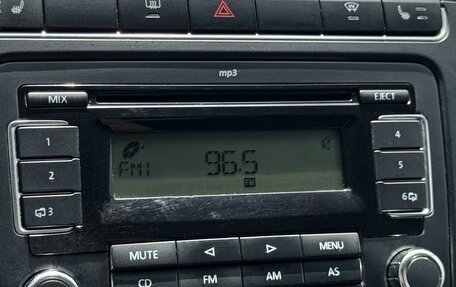 mp3
MIX EJECT
1 4
FM1 96.5
2 5
FM
3 6
MUTE MENU
CD FM AM AS